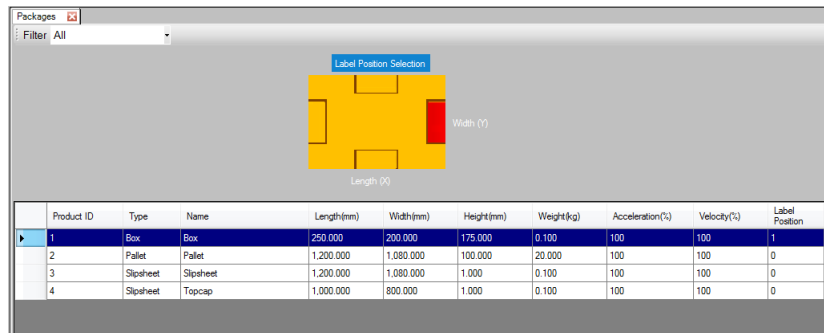 Packages
Filter All
Label Position Selection
Width (Y)
Length (X)
Product ID Type Name Length(mm) Width(mm) Height(mm) Weight(kg) Acceleration(%) Velocity(%) Label Position
1 Box Box 250.000 200.000 175.000 0.100 100 100 1
2 Pallet Pallet 1,200.000 1,080.000 100.000 20.000 100 100 0
3 Slipsheet Slipsheet 1,200.000 1,080.000 1.000 0.100 100 100 0
4 Slipsheet Topcap 1,000.000 800.000 1.000 0.100 100 100 0